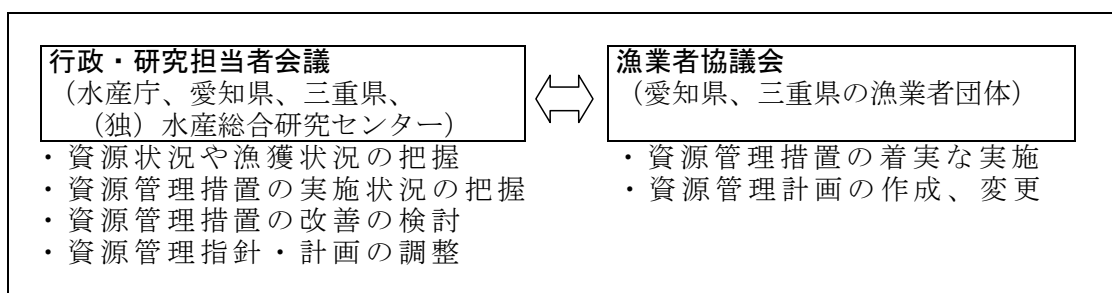 行政・研究担当者会議
（水産庁、愛知県、三重県、
（独）水産総合研究センター）
・資源状況や漁獲状況の把握
・資源管理措置の実施状況の把握
・資源管理措置の改善の検討
・資源管理指針・計画の調整
漁業者協議会
（愛知県、三重県の漁業者団体）
・資源管理措置の着実な実施
・資源管理計画の作成、変更